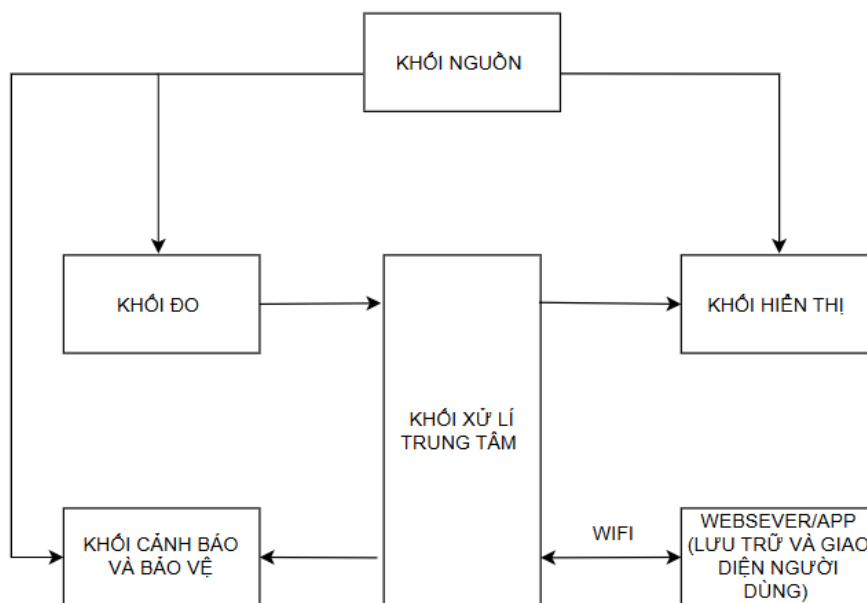 KHỐI NGUỒN
KHỐI ĐO
KHỐI HIỂN THỊ
KHỐI XỬ LÍ
TRUNG TÂM
KHỐI CẢNH BÁO
VÀ BẢO VỆ
WIFI
WEBSEVER/APP
(LƯU TRỮ VÀ GIAO
DIỆN NGƯỜI
DÙNG)